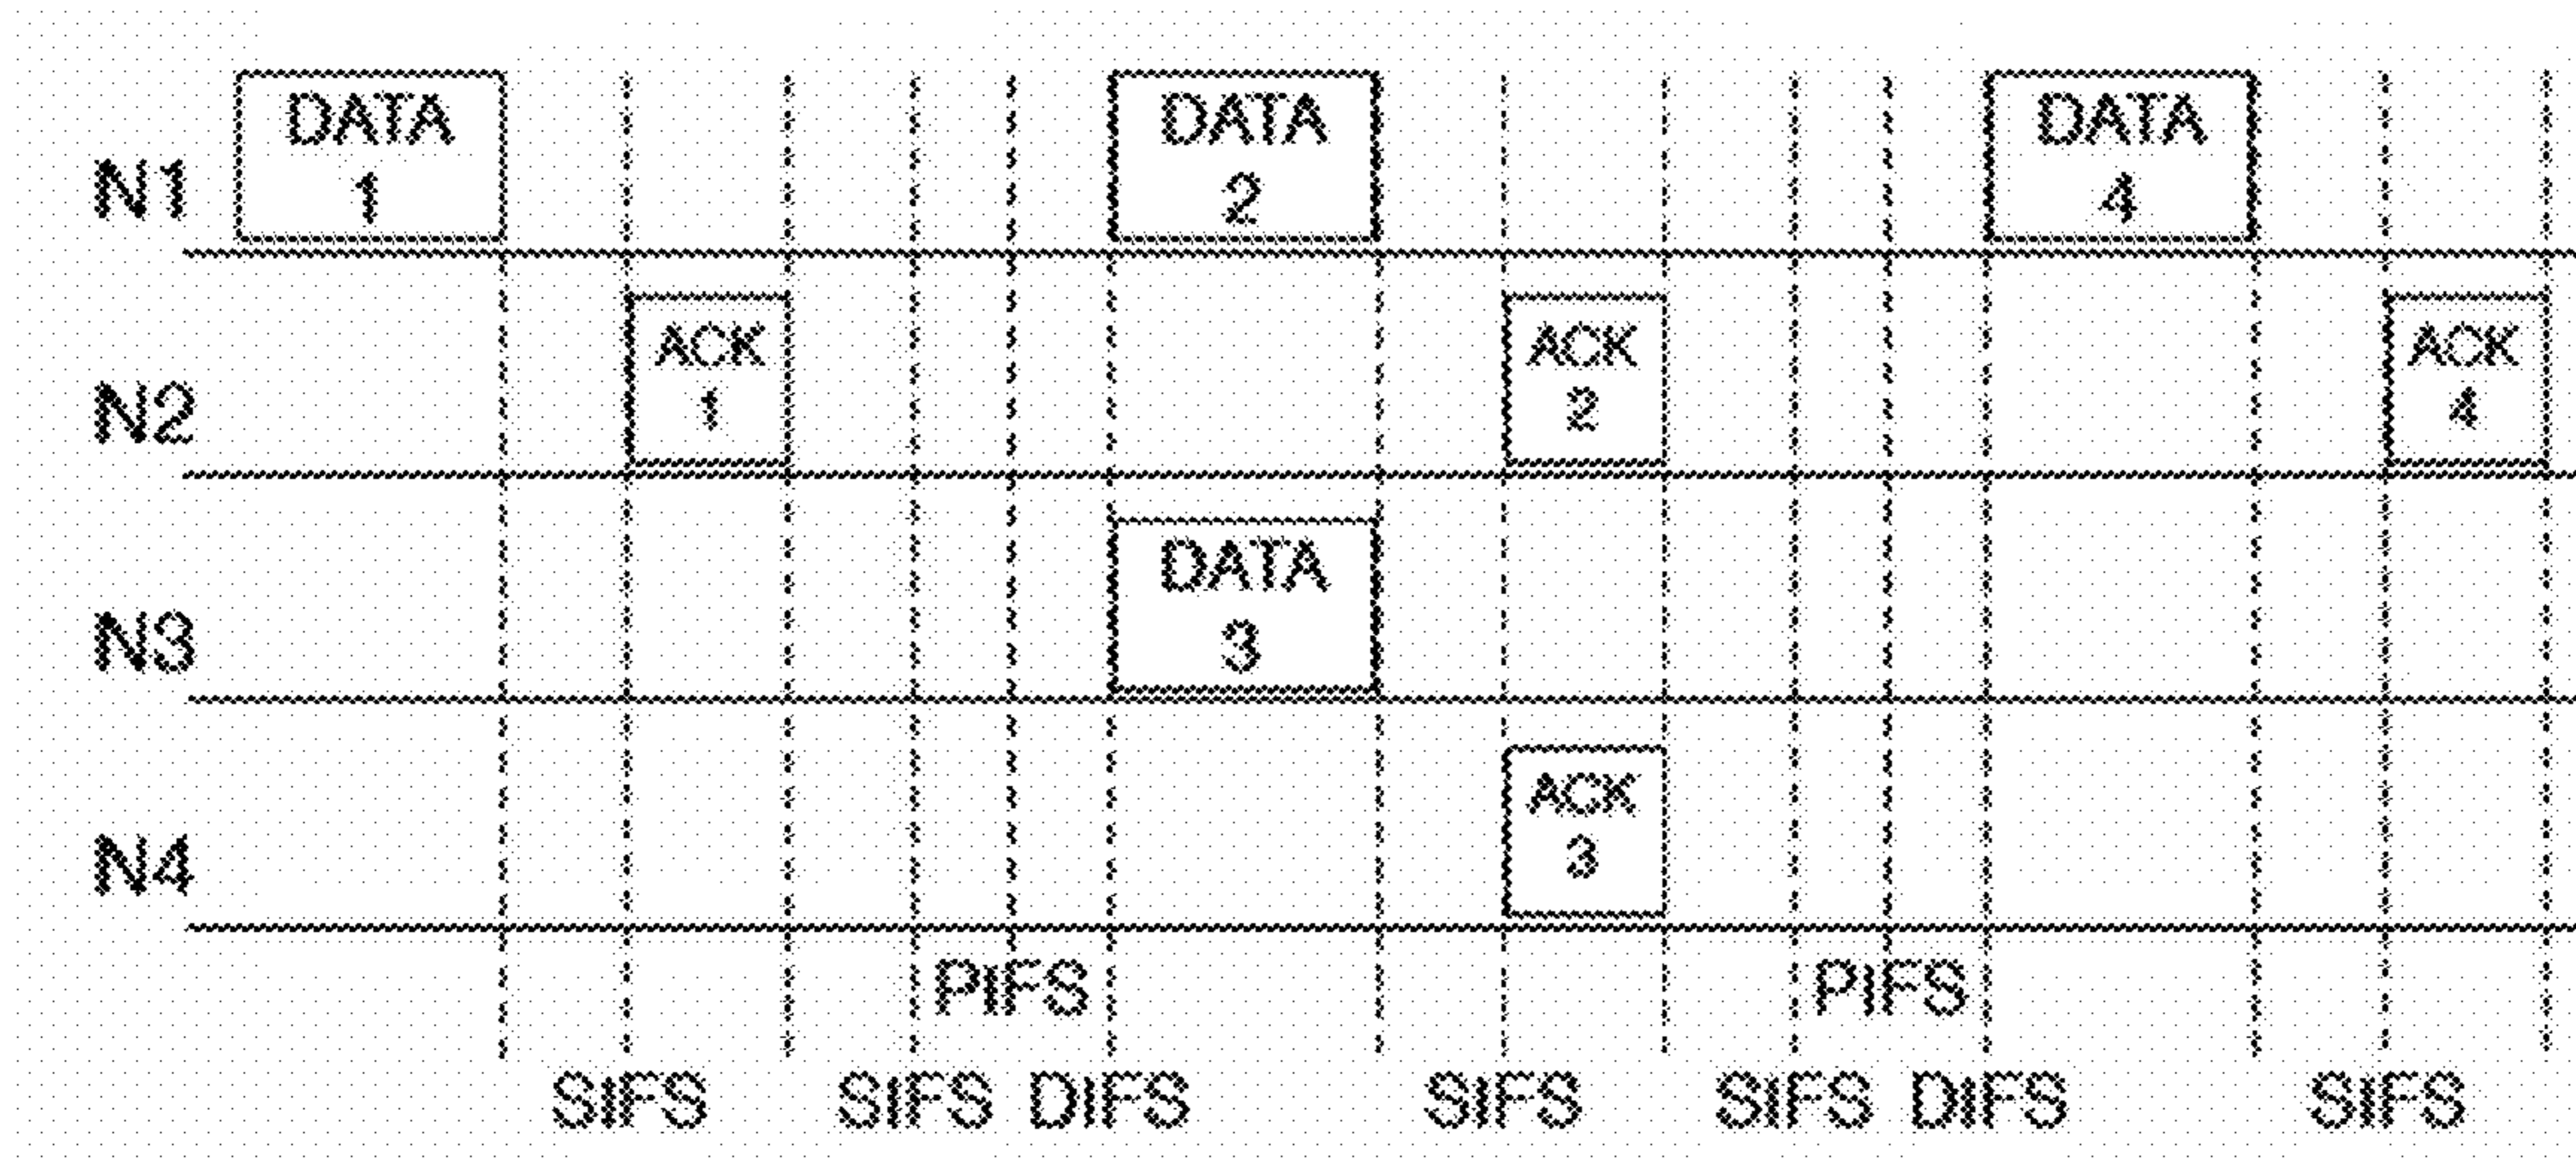 DATA
1
DATA
2
DATA
4
N1
ACK
1
ACK
2
ACK
4
N2
DATA
3
N3
ACK
3
N4
PIFS
PIFS
SIFS SIFS DIFS SIFS SIFS DIFS SIFS